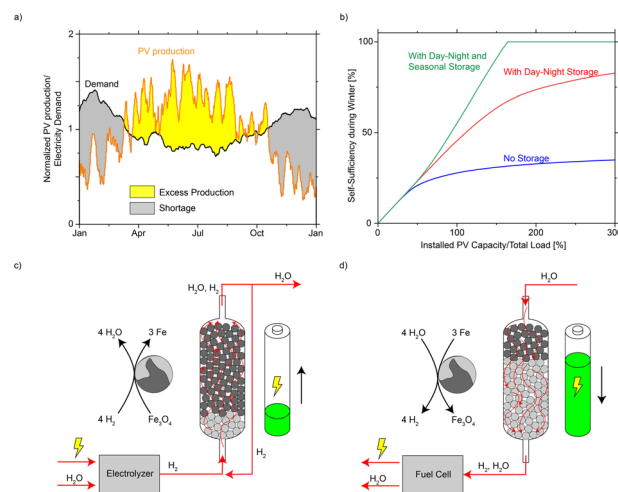 a)
PV production
Demand
Normalized PV production/
Electricity Demand
2
1
0
Excess Production
Shortage
Jan
Apr
Jul
Oct
Jan
b)
With Day-Night and
Seasonal Storage
With Day-Night Storage
No Storage
Self-Sufficiency during Winter [%]
100
75
50
25
0
0
100
200
300
Installed PV Capacity/Total Load [%]
c)
H2O
H2O, H2
4 H2O
3 Fe
4 H2
Fe3O4
H2
H2
Electrolyzer
H2O
d)
H2O
4 H2O
3 Fe
4 H2
Fe3O4
H2, H2O
Fuel Cell
H2O